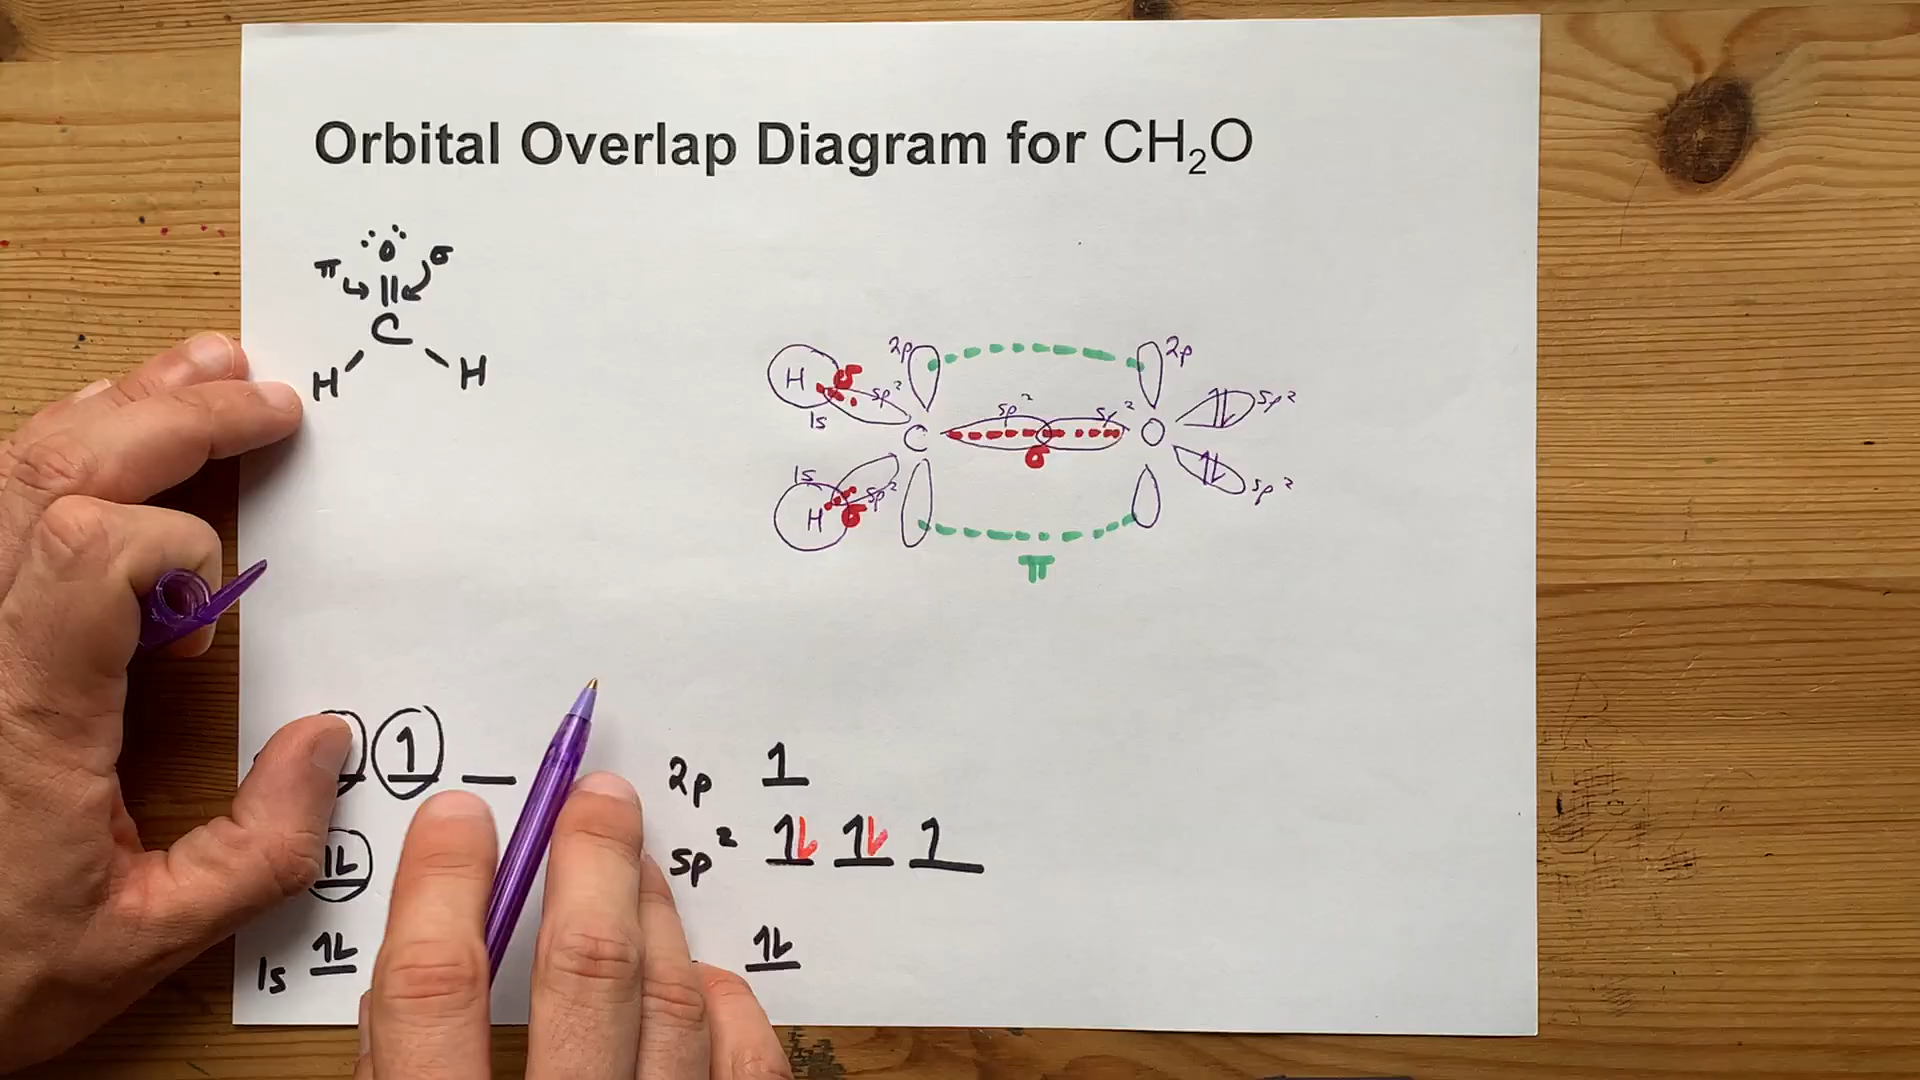 Orbital Overlap Diagram for CH₂O
:O:
π σ
C
H H
2p 2p
H σ sp² sp² sp² sp²
1s
C O
σ
1s sp² sp²
H σ
π
1
2p 1
1L sp² 1L 1L 1
1s 1L 1L